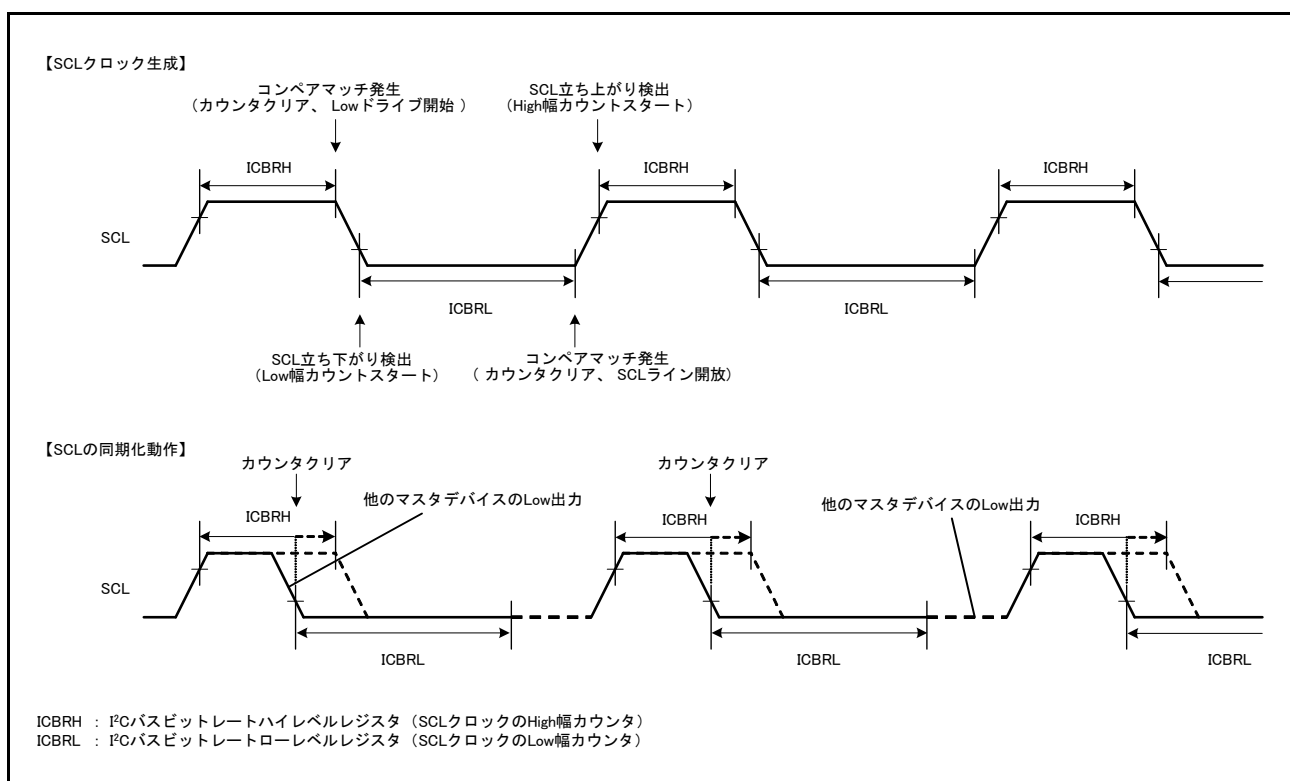 【SCLクロック生成】
コンペアマッチ発生
(カウンタクリア、 Lowドライブ開始 )
SCL立ち上がり検出
(High幅カウントスタート)
ICBRH
ICBRH
ICBRH
SCL
ICBRL
ICBRL
SCL立ち下がり検出
(Low幅カウントスタート)
コンペアマッチ発生
( カウンタクリア、 SCLライン開放)
【SCLの同期化動作】
カウンタクリア
カウンタクリア
他のマスタデバイスのLow出力
他のマスタデバイスのLow出力
ICBRH
ICBRH
ICBRH
SCL
ICBRL
ICBRL
ICBRL
ICBRH : I²Cバスビットレートハイレベルレジスタ (SCLクロックのHigh幅カウンタ)
ICBRL : I²Cバスビットレートローレベルレジスタ (SCLクロックのLow幅カウンタ)